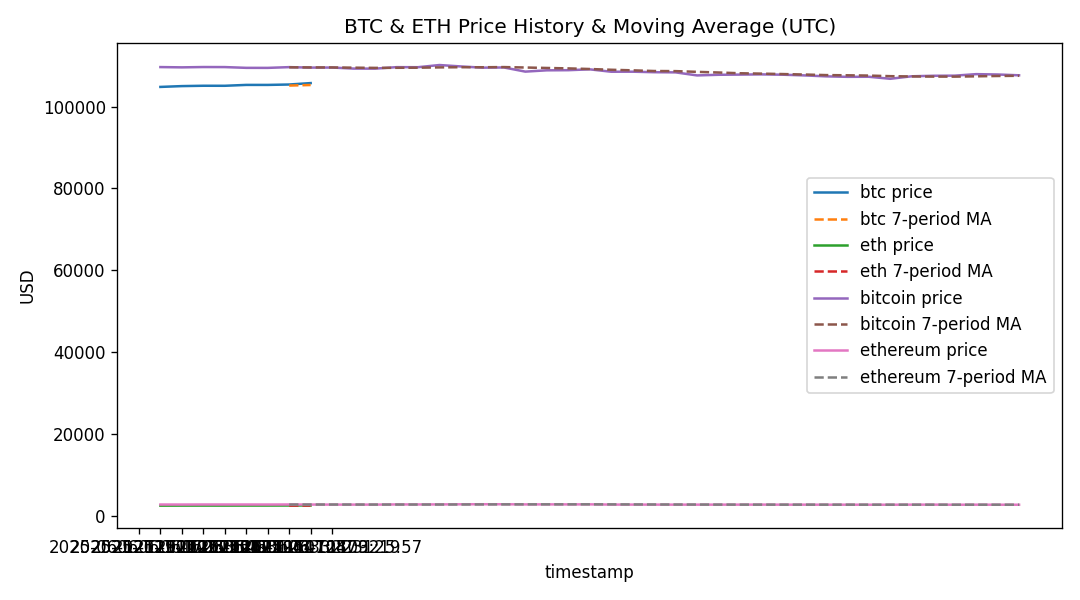 BTC & ETH Price History & Moving Average (UTC)
USD
100000
80000
60000
40000
20000
0
btc price
btc 7-period MA
eth price
eth 7-period MA
bitcoin price
bitcoin 7-period MA
ethereum price
ethereum 7-period MA
timestamp